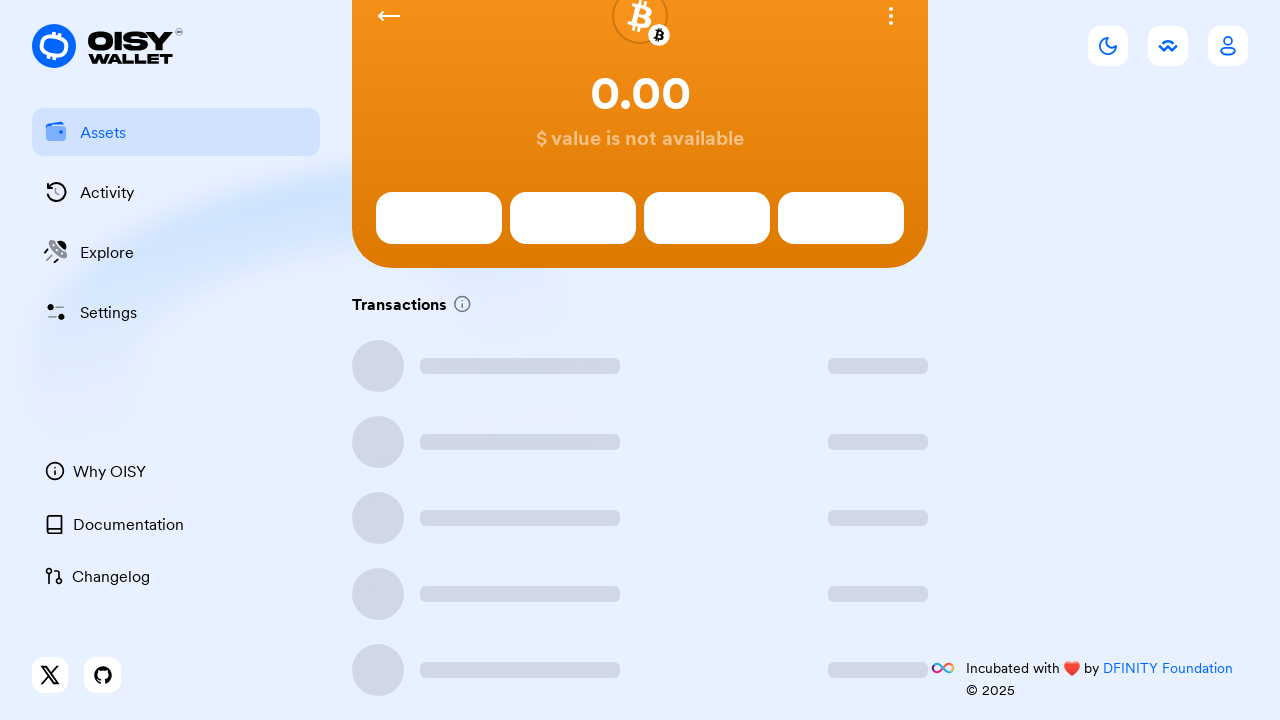 OISY
WALLET
Assets
Activity
Explore
Settings
Why OISY
Documentation
Changelog
0.00
$ value is not available
Transactions
Incubated with ❤️ by DFINITY Foundation
© 2025